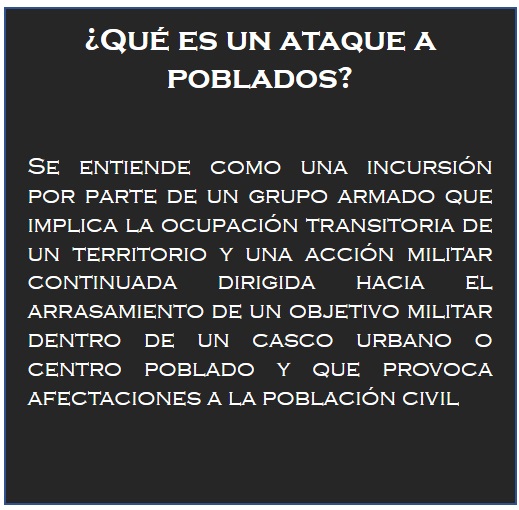 ¿Qué es un ataque a
poblados?
Se entiende como una incursión
por parte de un grupo armado que
implica la ocupación transitoria de
un territorio y una acción militar
continuada dirigida hacia el
arrasamiento de un objetivo militar
dentro de un casco urbano o
centro poblado y que provoca
afectaciones a la población civil